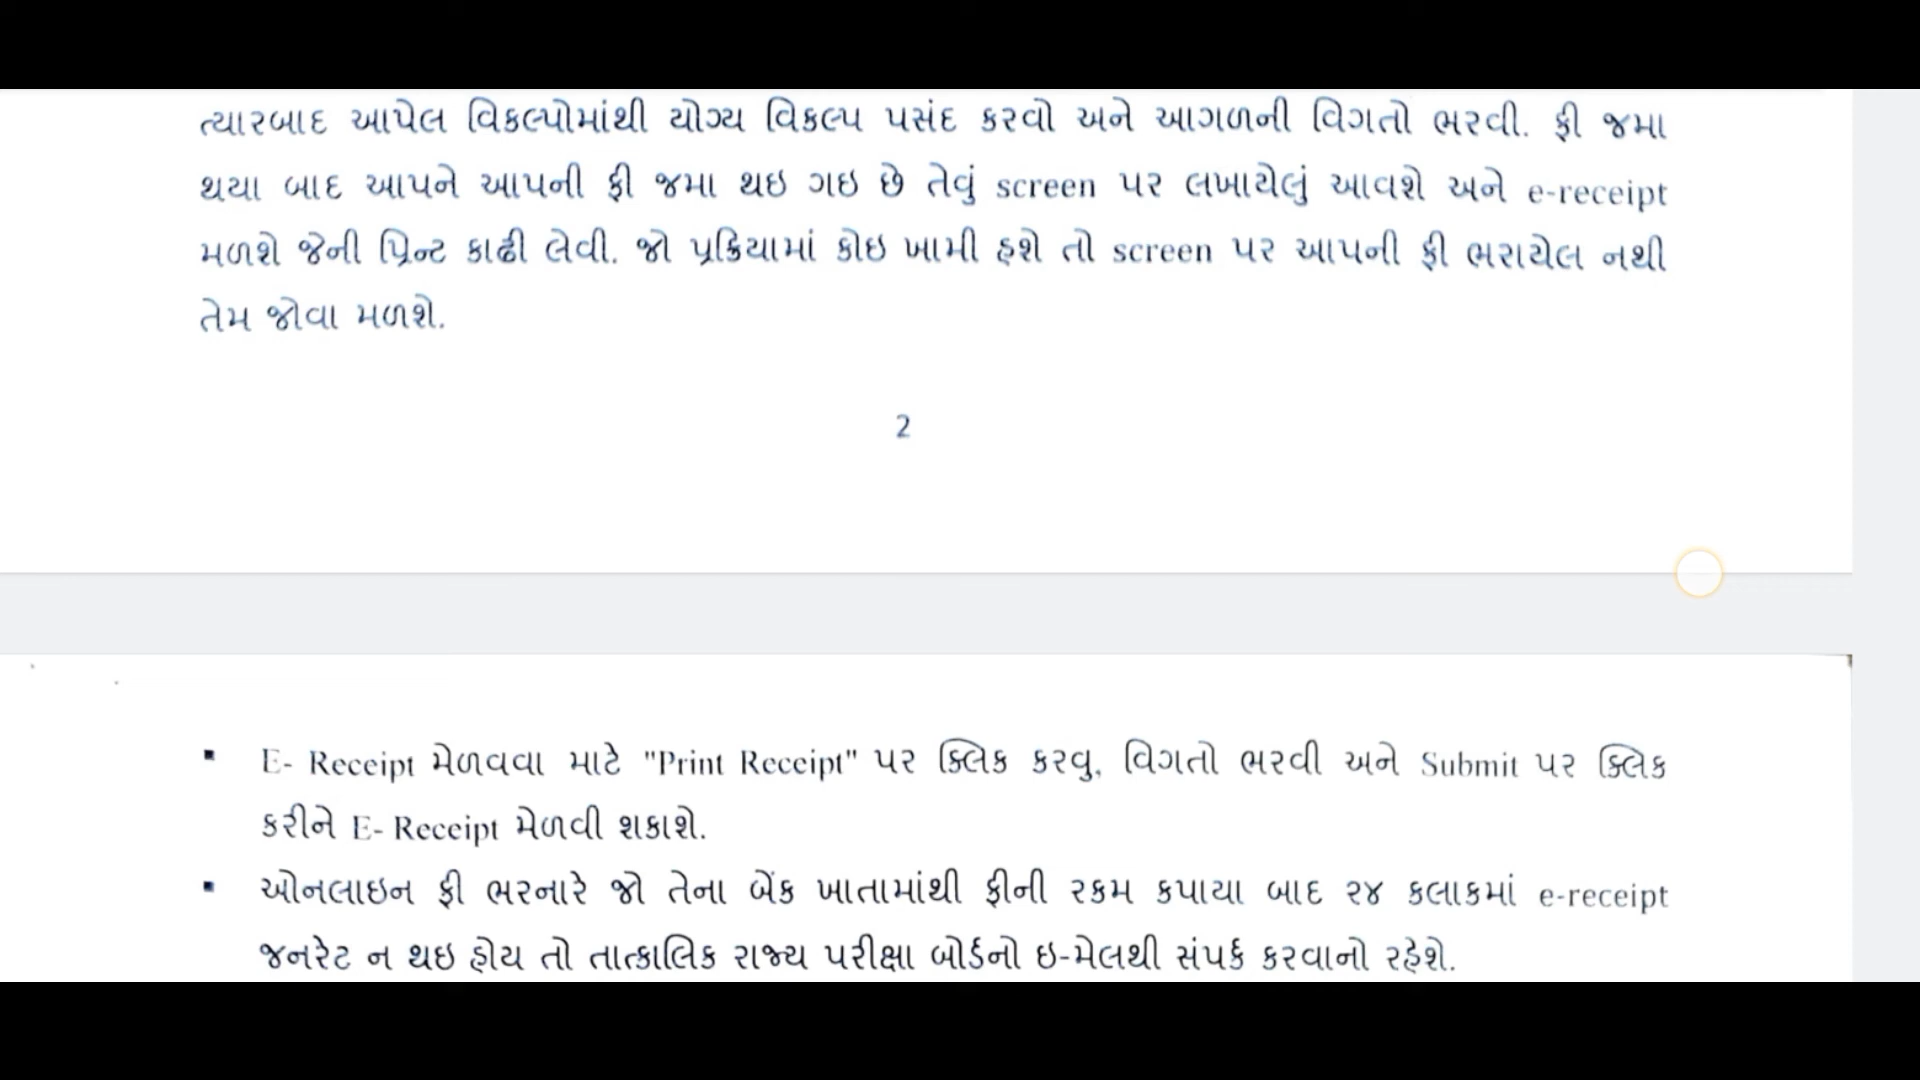 ત્યારબાદ આપેલ વિકલ્પોમાંથી યોગ્ય વિકલ્પ પસંદ કરવો અને આગળની વિગતો ભરવી. ફી જમા
થયા બાદ આપને આપની ફી જમા થઇ ગઇ છે તેવું screen પર લખાયેલું આવશે અને e-receipt
મળશે જેની પ્રિન્ટ કાઢી લેવી. જો પ્રક્રિયામાં કોઇ ખામી હશે તો screen પર આપની ફી ભરાયેલ નથી
તેમ જોવા મળશે.
2
▪ E- Receipt મેળવવા માટે "Print Receipt" પર ક્લિક કરવુ, વિગતો ભરવી અને Submit પર ક્લિક
કરીને E- Receipt મેળવી શકાશે.
▪ ઓનલાઇન ફી ભરનારે જો તેના બેંક ખાતામાંથી ફીની રકમ કપાયા બાદ ૨૪ કલાકમાં e-receipt
જનરેટ ન થઇ હોય તો તાત્કાલિક રાજ્ય પરીક્ષા બોર્ડનો ઇ-મેલથી સંપર્ક કરવાનો રહેશે.